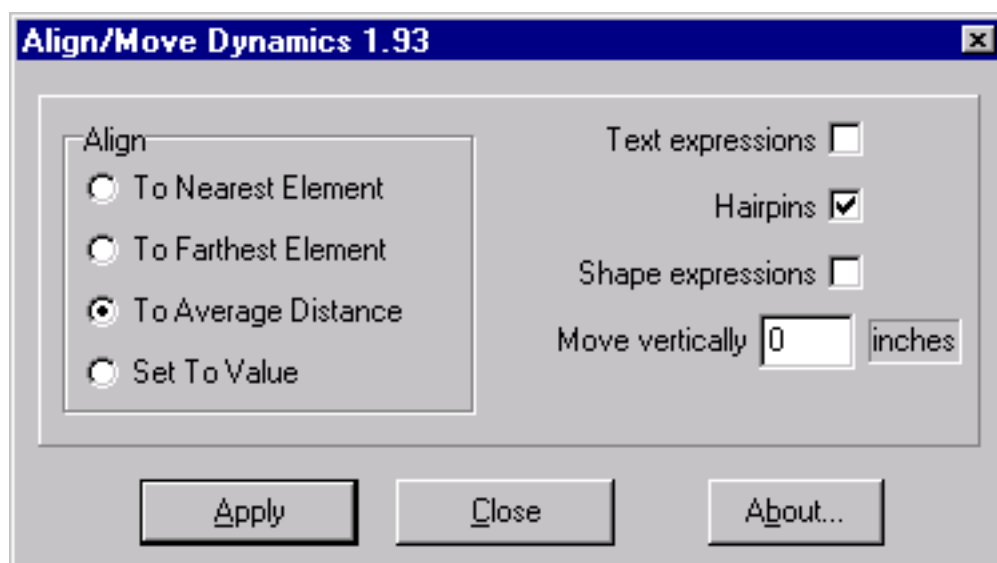 Align/Move Dynamics 1.93
Align
To Nearest Element
To Farthest Element
To Average Distance
Set To Value
Text expressions
Hairpins
Shape expressions
Move vertically 0 inches
Apply Close About...